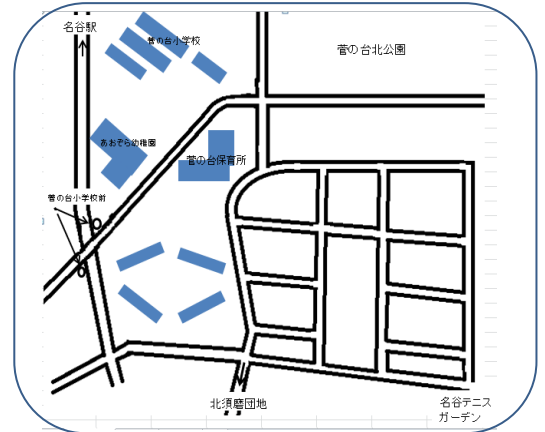 名谷駅
菅の台小学校
菅の台北公園
あおぞら幼稚園
菅の台保育所
菅の台小学校前
北須磨団地
名谷テニス
ガーデン